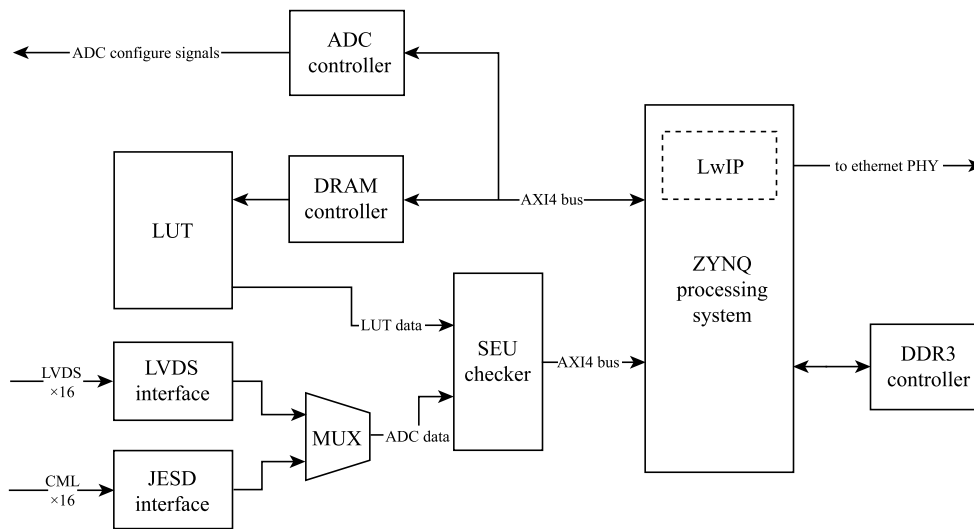 ADC
controller
ADC configure signals
LwIP
to ethernet PHY
DRAM
controller
AXI4 bus
LUT
ZYNQ
processing
system
LUT data
SEU
checker
AXI4 bus
DDR3
controller
LVDS
×16
LVDS
interface
MUX
ADC data
CML
×16
JESD
interface